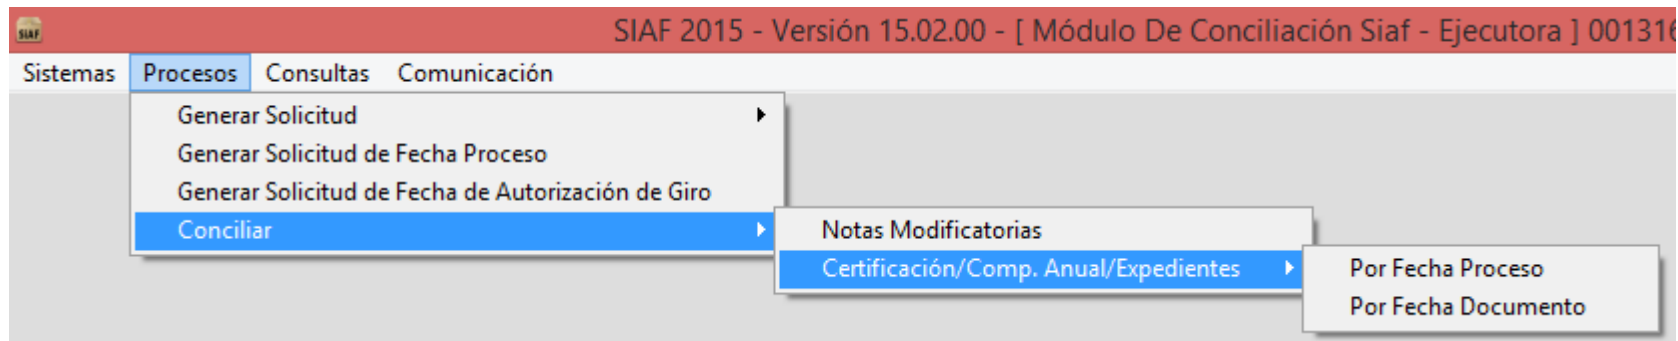 SIAF
SIAF 2015 - Versión 15.02.00 - [ Módulo De Conciliación Siaf - Ejecutora ] 001316
Sistemas Procesos Consultas Comunicación
Generar Solicitud
Generar Solicitud de Fecha Proceso
Generar Solicitud de Fecha de Autorización de Giro
Conciliar
Notas Modificatorias
Certificación/Comp. Anual/Expedientes
Por Fecha Proceso
Por Fecha Documento